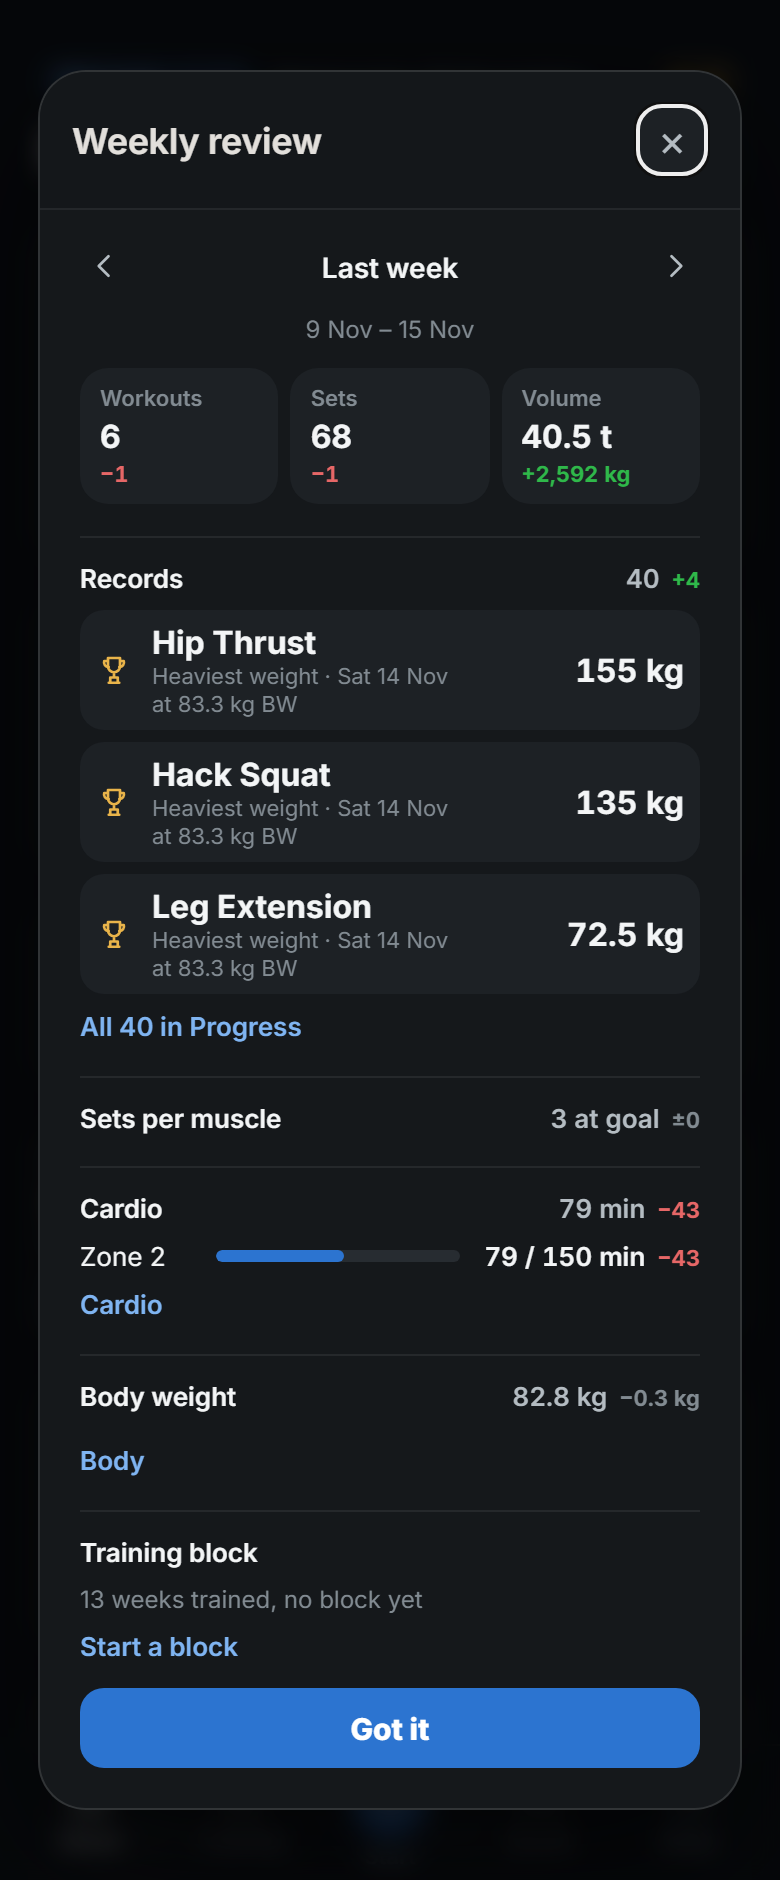 Weekly review
Last week
9 Nov – 15 Nov
Workouts
6
−1
Sets
68
−1
Volume
40.5 t
+2,592 kg
Records 40 +4
Hip Thrust
Heaviest weight · Sat 14 Nov
at 83.3 kg BW
155 kg
Hack Squat
Heaviest weight · Sat 14 Nov
at 83.3 kg BW
135 kg
Leg Extension
Heaviest weight · Sat 14 Nov
at 83.3 kg BW
72.5 kg
All 40 in Progress
Sets per muscle 3 at goal ±0
Cardio 79 min −43
Zone 2 79 / 150 min −43
Cardio
Body weight 82.8 kg −0.3 kg
Body
Training block
13 weeks trained, no block yet
Start a block
Got it